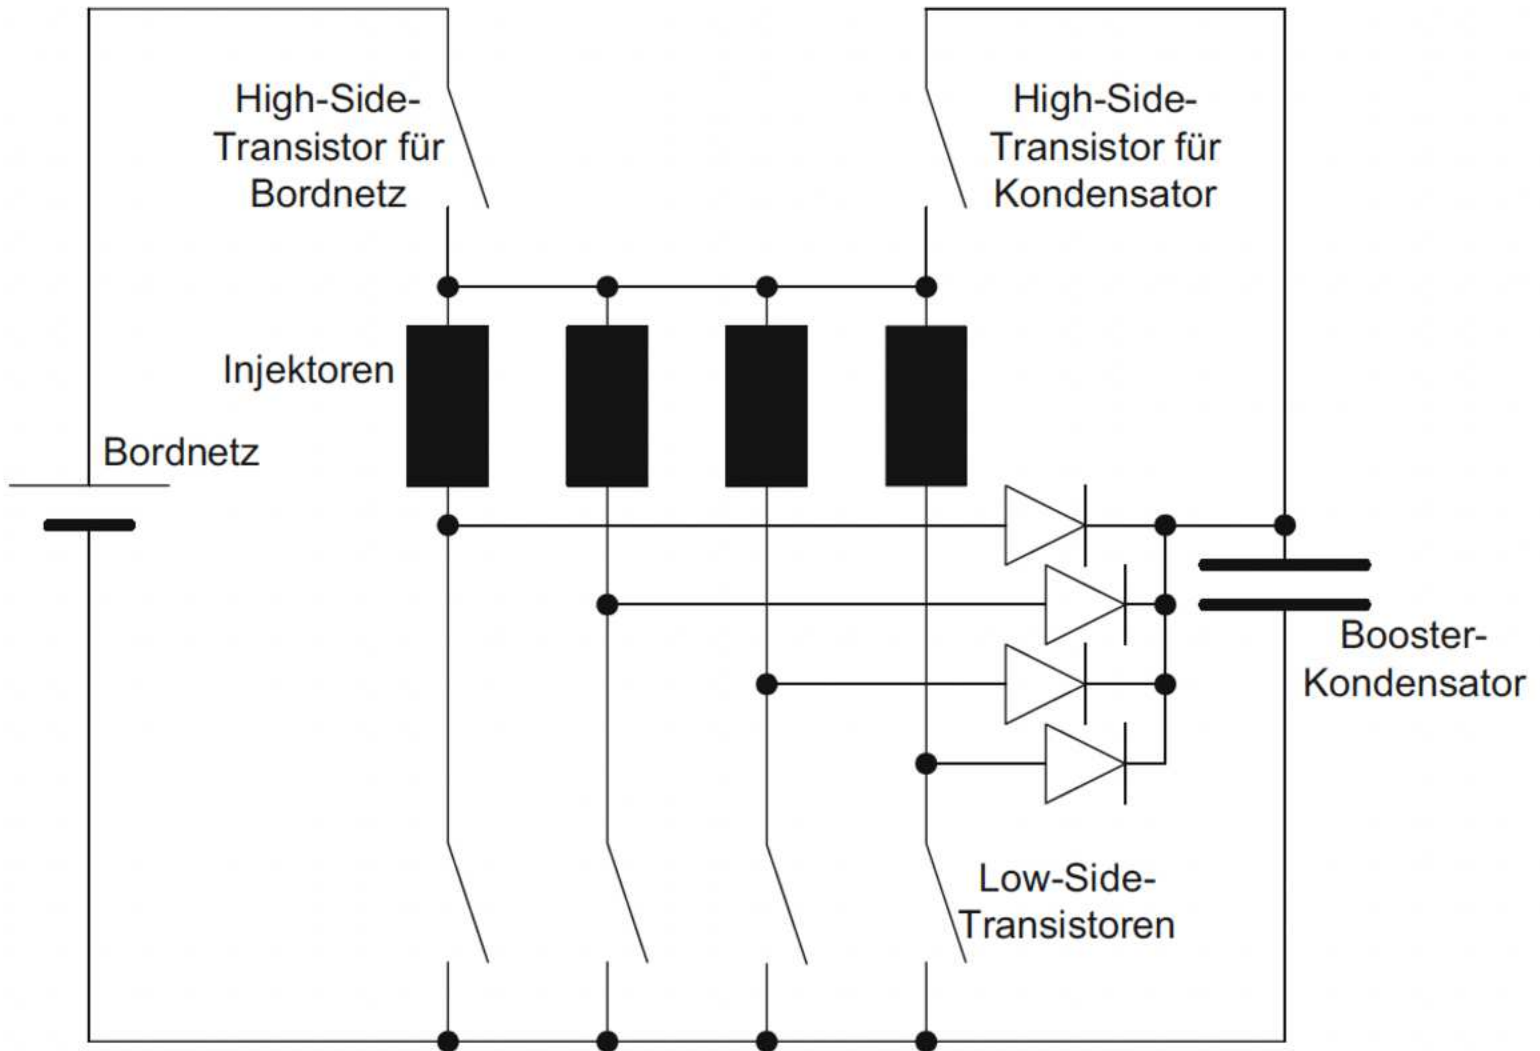 High-Side-
Transistor für
Bordnetz
High-Side-
Transistor für
Kondensator
Injektoren
Bordnetz
Booster-
Kondensator
Low-Side-
Transistoren